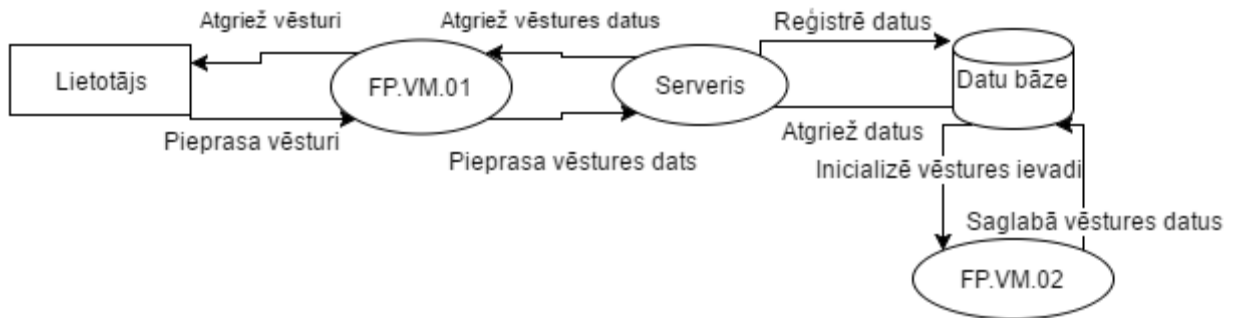 Atgriež vēsturi
Atgriež vēstures datus
Reģistrē datus
Lietotājs
FP.VM.01
Serveris
Datu bāze
Pieprasa vēsturi
Pieprasa vēstures dats
Atgriež datus
Inicializē vēstures ievadi
Saglabā vēstures datus
FP.VM.02